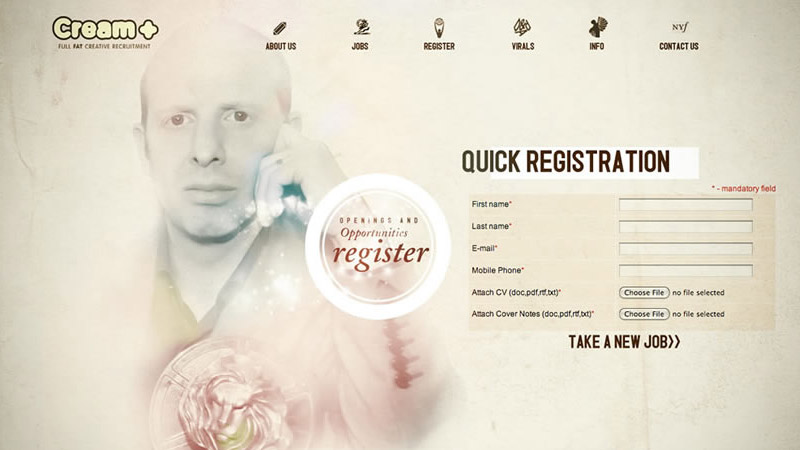 Cream+
FULL FAT CREATIVE RECRUITMENT
ABOUT US
JOBS
REGISTER
VIRALS
NYf
INFO
CONTACT US
QUICK REGISTRATION
* - mandatory field
First name*
Last name*
E-mail*
Mobile Phone*
Attach CV (doc,pdf,rtf,txt)* Choose File no file selected
Attach Cover Notes (doc,pdf,rtf,txt)* Choose File no file selected
TAKE A NEW JOB>>
OPENINGS AND
Opportunities
register